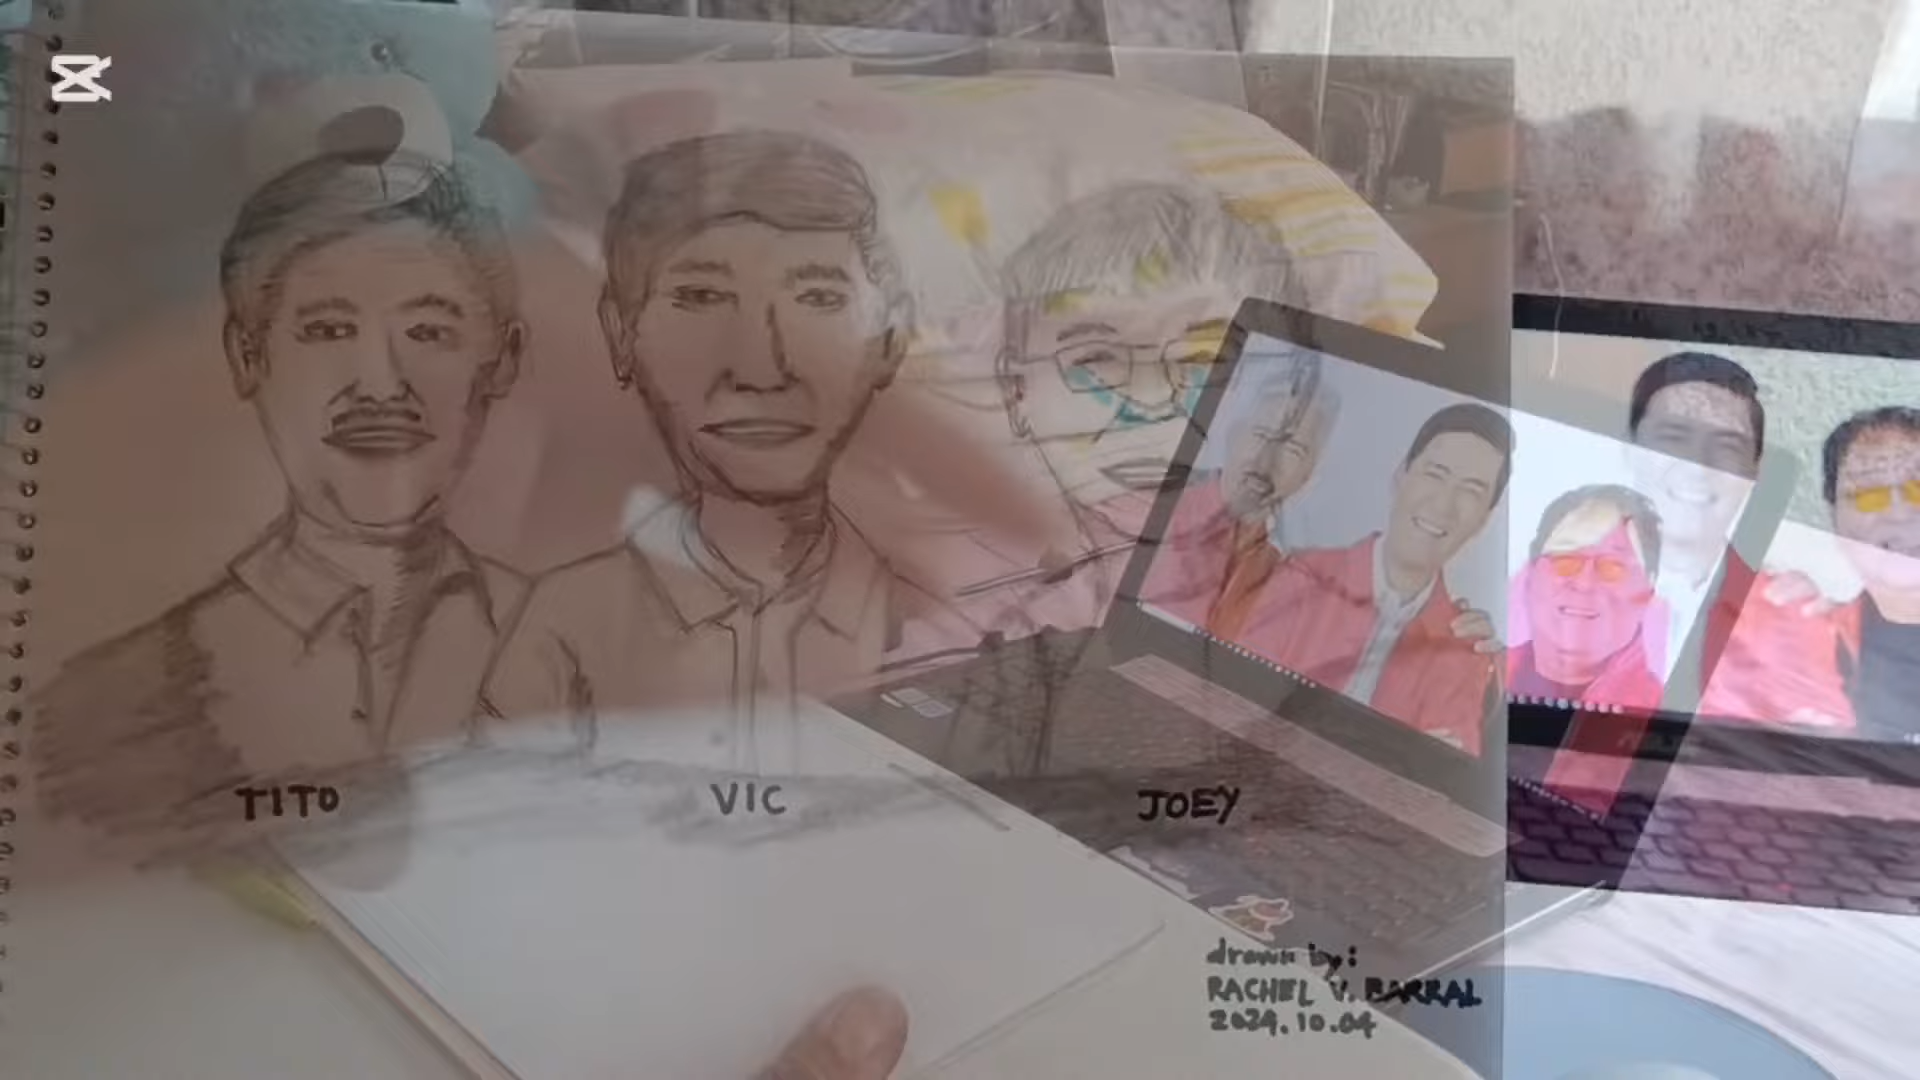 TITO
VIC
JOEY
drawn by:
RACHEL V. BARRAL
2024.10.04